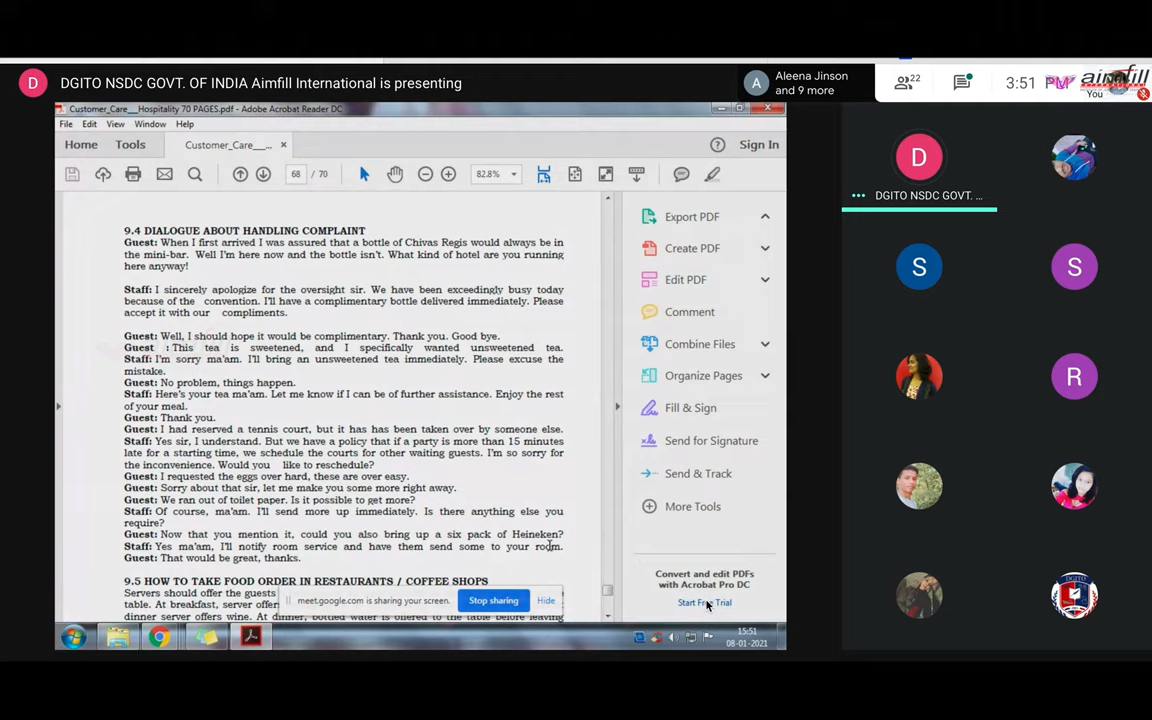 D DGITO NSDC GOVT. OF INDIA Aimfill International is presenting
A Aleena Jinson
and 9 more
22
3:51 PM
aimfill
You
Customer_Care__Hospitality 70 PAGES.pdf - Adobe Acrobat Reader DC
File Edit View Window Help
Home Tools Customer_Care__... × Sign In
68 / 70 82.8%
9.4 DIALOGUE ABOUT HANDLING COMPLAINT
Guest: When I first arrived I was assured that a bottle of Chivas Regis would always be in
the mini-bar. Well I'm here now and the bottle isn't. What kind of hotel are you running
here anyway!
Staff: I sincerely apologize for the oversight sir. We have been exceedingly busy today
because of the convention. I'll have a complimentary bottle delivered immediately. Please
accept it with our compliments.
Guest: Well, I should hope it would be complimentary. Thank you. Good bye.
Guest :This tea is sweetened, and I specifically wanted unsweetened tea.
Staff: I'm sorry ma'am. I'll bring an unsweetened tea immediately. Please excuse the
mistake.
Guest: No problem, things happen.
Staff: Here's your tea ma'am. Let me know if I can be of further assistance. Enjoy the rest
of your meal.
Guest: Thank you.
Guest: I had reserved a tennis court, but it has has been taken over by someone else.
Staff: Yes sir, I understand. But we have a policy that if a party is more than 15 minutes
late for a starting time, we schedule the courts for other waiting guests. I'm so sorry for
the inconvenience. Would you like to reschedule?
Guest: I requested the eggs over hard, these are over easy.
Guest: Sorry about that sir, let me make you some more right away.
Guest: We ran out of toilet paper. Is it possible to get more?
Staff: Of course, ma'am. I'll send more up immediately. Is there anything else you
require?
Guest: Now that you mention it, could you also bring up a six pack of Heineken?
Staff: Yes ma'am, I'll notify room service and have them send some to your room.
Guest: That would be great, thanks.
9.5 HOW TO TAKE FOOD ORDER IN RESTAURANTS / COFFEE SHOPS
Servers should offer the guests
table. At breakfast, server offer
dinner server offers wine. At dinner, bottled water is offered to the table before leaving
meet.google.com is sharing your screen. Stop sharing Hide
Export PDF
Create PDF
Edit PDF
Comment
Combine Files
Organize Pages
Fill & Sign
Send for Signature
Send & Track
More Tools
Convert and edit PDFs
with Acrobat Pro DC
Start Free Trial
15:51
08-01-2021
D
DGITO NSDC GOVT. ...
S
S
R
DGITO